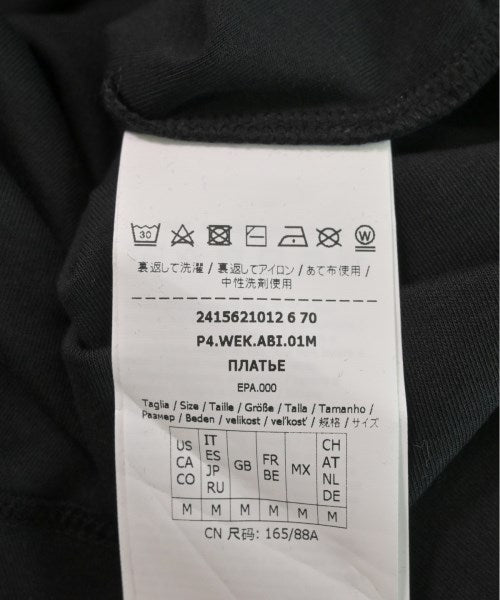 30
W
裏返して洗濯 / 裏返してアイロン / あて布使用 /
中性洗剤使用
2415621012 6 70
P4.WEK.ABI.01M
ПЛАТЬЕ
EPA.000
Taglia / Size / Taille / Größe / Talla / Tamanho /
Размер / Beden / velikost / veľkosť / 规格 / サイズ
US CA CO
IT ES JP RU
GB
FR BE
MX
CH AT NL DE
M M M M M M
CN 尺码: 165/88A